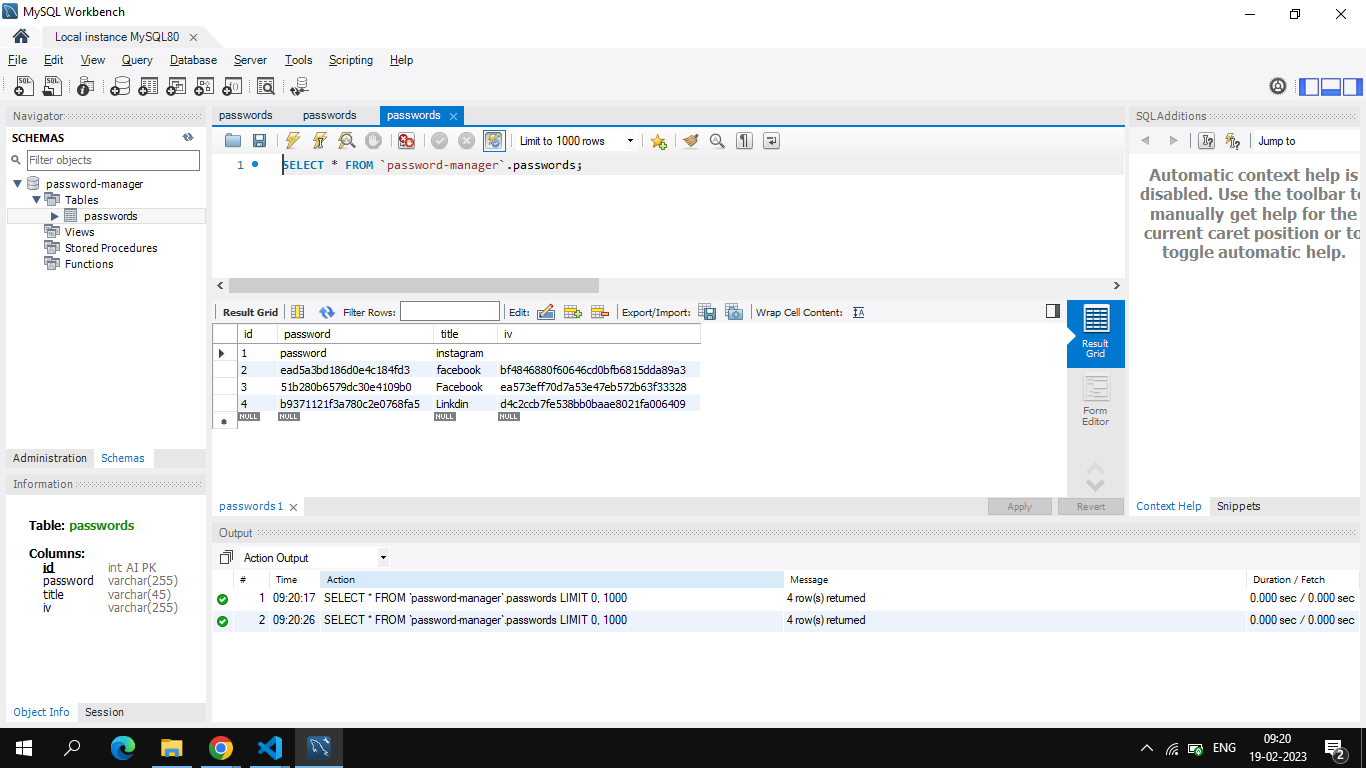 MySQL Workbench
Local instance MySQL80
File Edit View Query Database Server Tools Scripting Help
Navigator
SCHEMAS
Filter objects
password-manager
Tables
passwords
Views
Stored Procedures
Functions
Administration Schemas
Information
Table: passwords
Columns:
id int AI PK
password varchar(255)
title varchar(45)
iv varchar(255)
Object Info Session
passwords passwords passwords
Limit to 1000 rows
1 SELECT * FROM `password-manager`.passwords;
Result Grid Filter Rows: Edit: Export/Import: Wrap Cell Content:
id password title iv
1 password instagram
2 ead5a3bd186d0e4c184fd3 facebook bf4846880f60646cd0bfb6815dda89a3
3 51b280b6579dc30e4109b0 Facebook ea573eff70d7a53e47eb572b63f33328
4 b9371121f3a780c2e0768fa5 Linkdin d4c2ccb7fe538bb0baae8021fa006409
NULL NULL NULL NULL
Result
Grid
Form
Editor
passwords 1
Apply Revert
SQLAdditions
Jump to
Automatic context help is
disabled. Use the toolbar to
manually get help for the
current caret position or to
toggle automatic help.
Context Help Snippets
Output
Action Output
# Time Action Message Duration / Fetch
1 09:20:17 SELECT * FROM `password-manager`.passwords LIMIT 0, 1000 4 row(s) returned 0.000 sec / 0.000 sec
2 09:20:26 SELECT * FROM `password-manager`.passwords LIMIT 0, 1000 4 row(s) returned 0.000 sec / 0.000 sec
ENG
09:20
19-02-2023
2